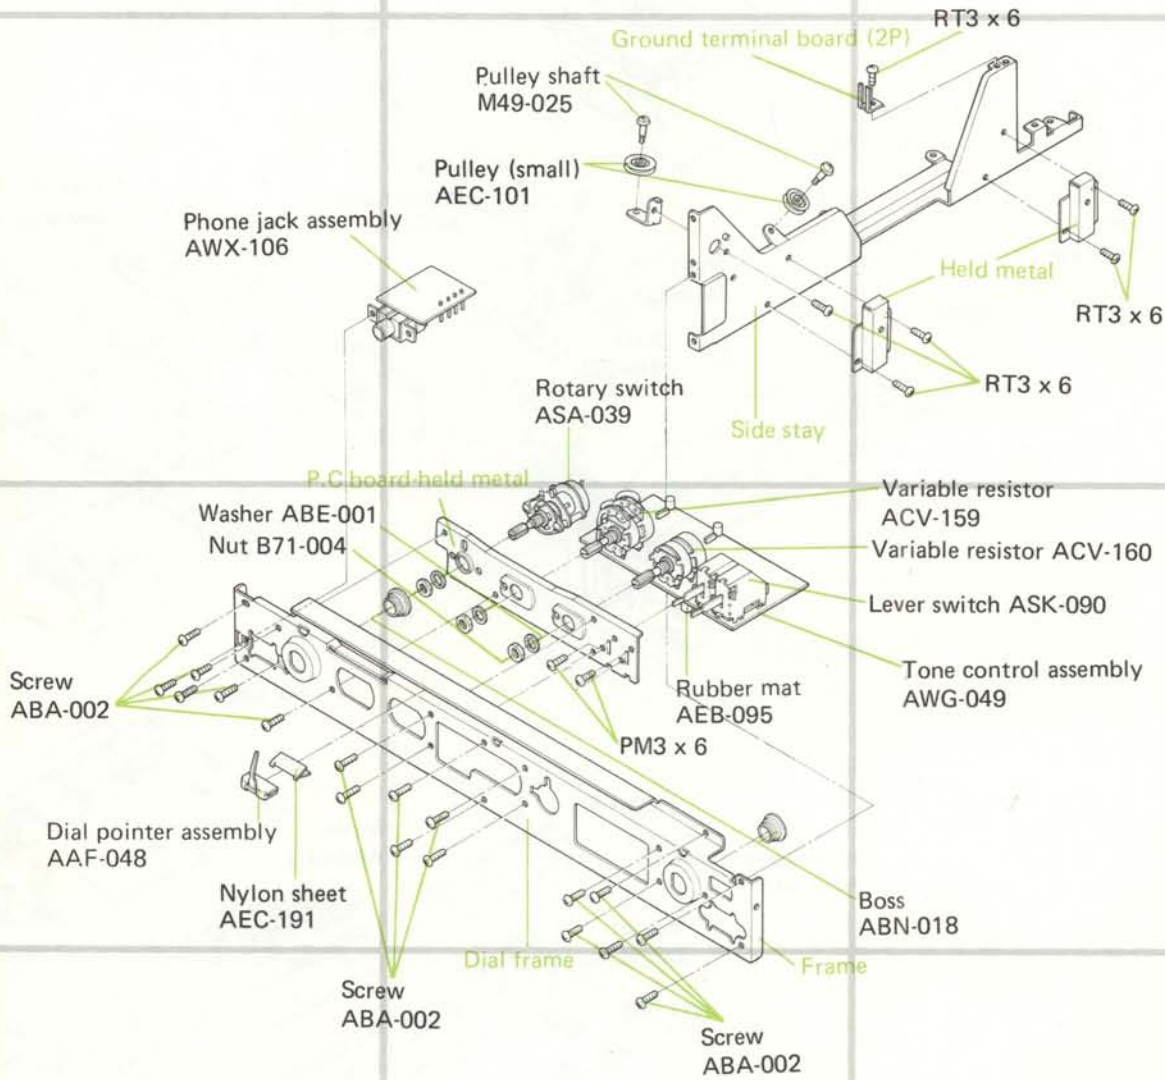 RT3 x 6
Ground terminal board (2P)
Pulley shaft
M49-025
Pulley (small)
AEC-101
Phone jack assembly
AWX-106
Held metal
RT3 x 6
RT3 x 6
Rotary switch
ASA-039
Side stay
P.C board-held metal
Washer ABE-001
Nut B71-004
Variable resistor
ACV-159
Variable resistor ACV-160
Lever switch ASK-090
Tone control assembly
AWG-049
Rubber mat
AEB-095
Screw
ABA-002
PM3 x 6
Dial pointer assembly
AAF-048
Nylon sheet
AEC-191
Boss
ABN-018
Dial frame
Frame
Screw
ABA-002
Screw
ABA-002